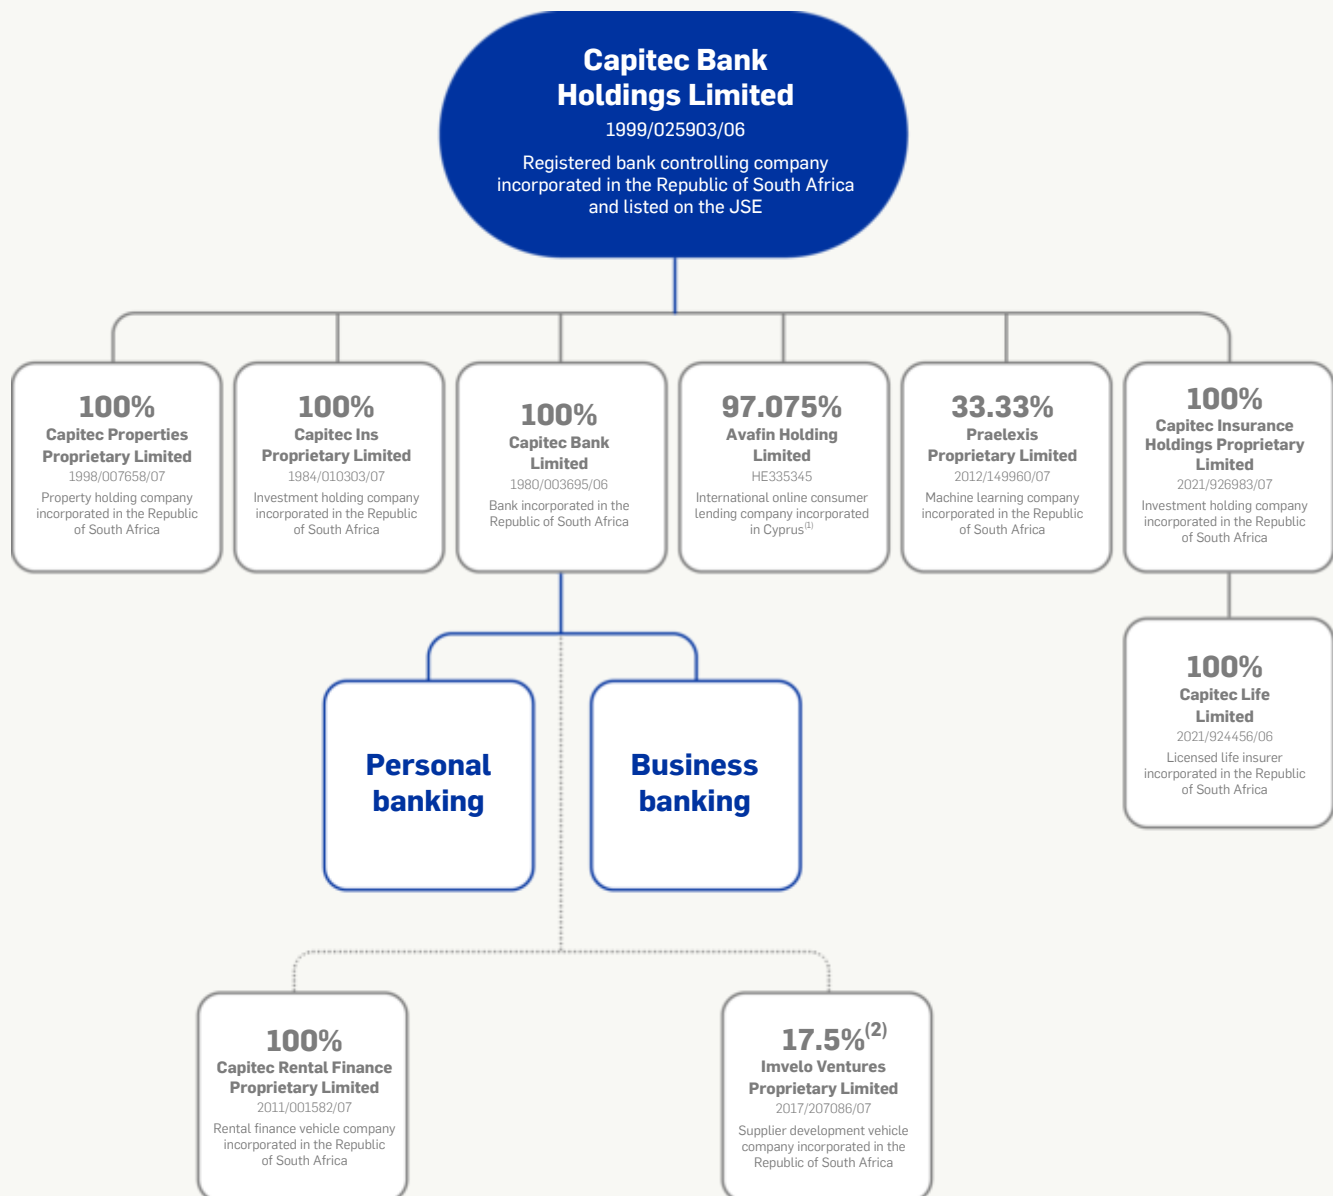 Capitec Bank
Holdings Limited
1999/025903/06
Registered bank controlling company
incorporated in the Republic of South Africa
and listed on the JSE
100%
Capitec Properties
Proprietary Limited
1998/007658/07
Property holding company
incorporated in the Republic
of South Africa
100%
Capitec Ins
Proprietary Limited
1984/010303/07
Investment holding company
incorporated in the Republic
of South Africa
100%
Capitec Bank
Limited
1980/003695/06
Bank incorporated in the
Republic of South Africa
97.075%
Avafin Holding
Limited
HE335345
International online consumer
lending company incorporated
in Cyprus(1)
33.33%
Praelexis
Proprietary Limited
2012/149960/07
Machine learning company
incorporated in the Republic
of South Africa
100%
Capitec Insurance
Holdings Proprietary
Limited
2021/926983/07
Investment holding company
incorporated in the Republic
of South Africa
100%
Capitec Life
Limited
2021/924456/06
Licensed life insurer
incorporated in the Republic
of South Africa
Personal
banking
Business
banking
100%
Capitec Rental Finance
Proprietary Limited
2011/001582/07
Rental finance vehicle company
incorporated in the Republic
of South Africa
17.5%(2)
Imvelo Ventures
Proprietary Limited
2017/207086/07
Supplier development vehicle
company incorporated in the
Republic of South Africa